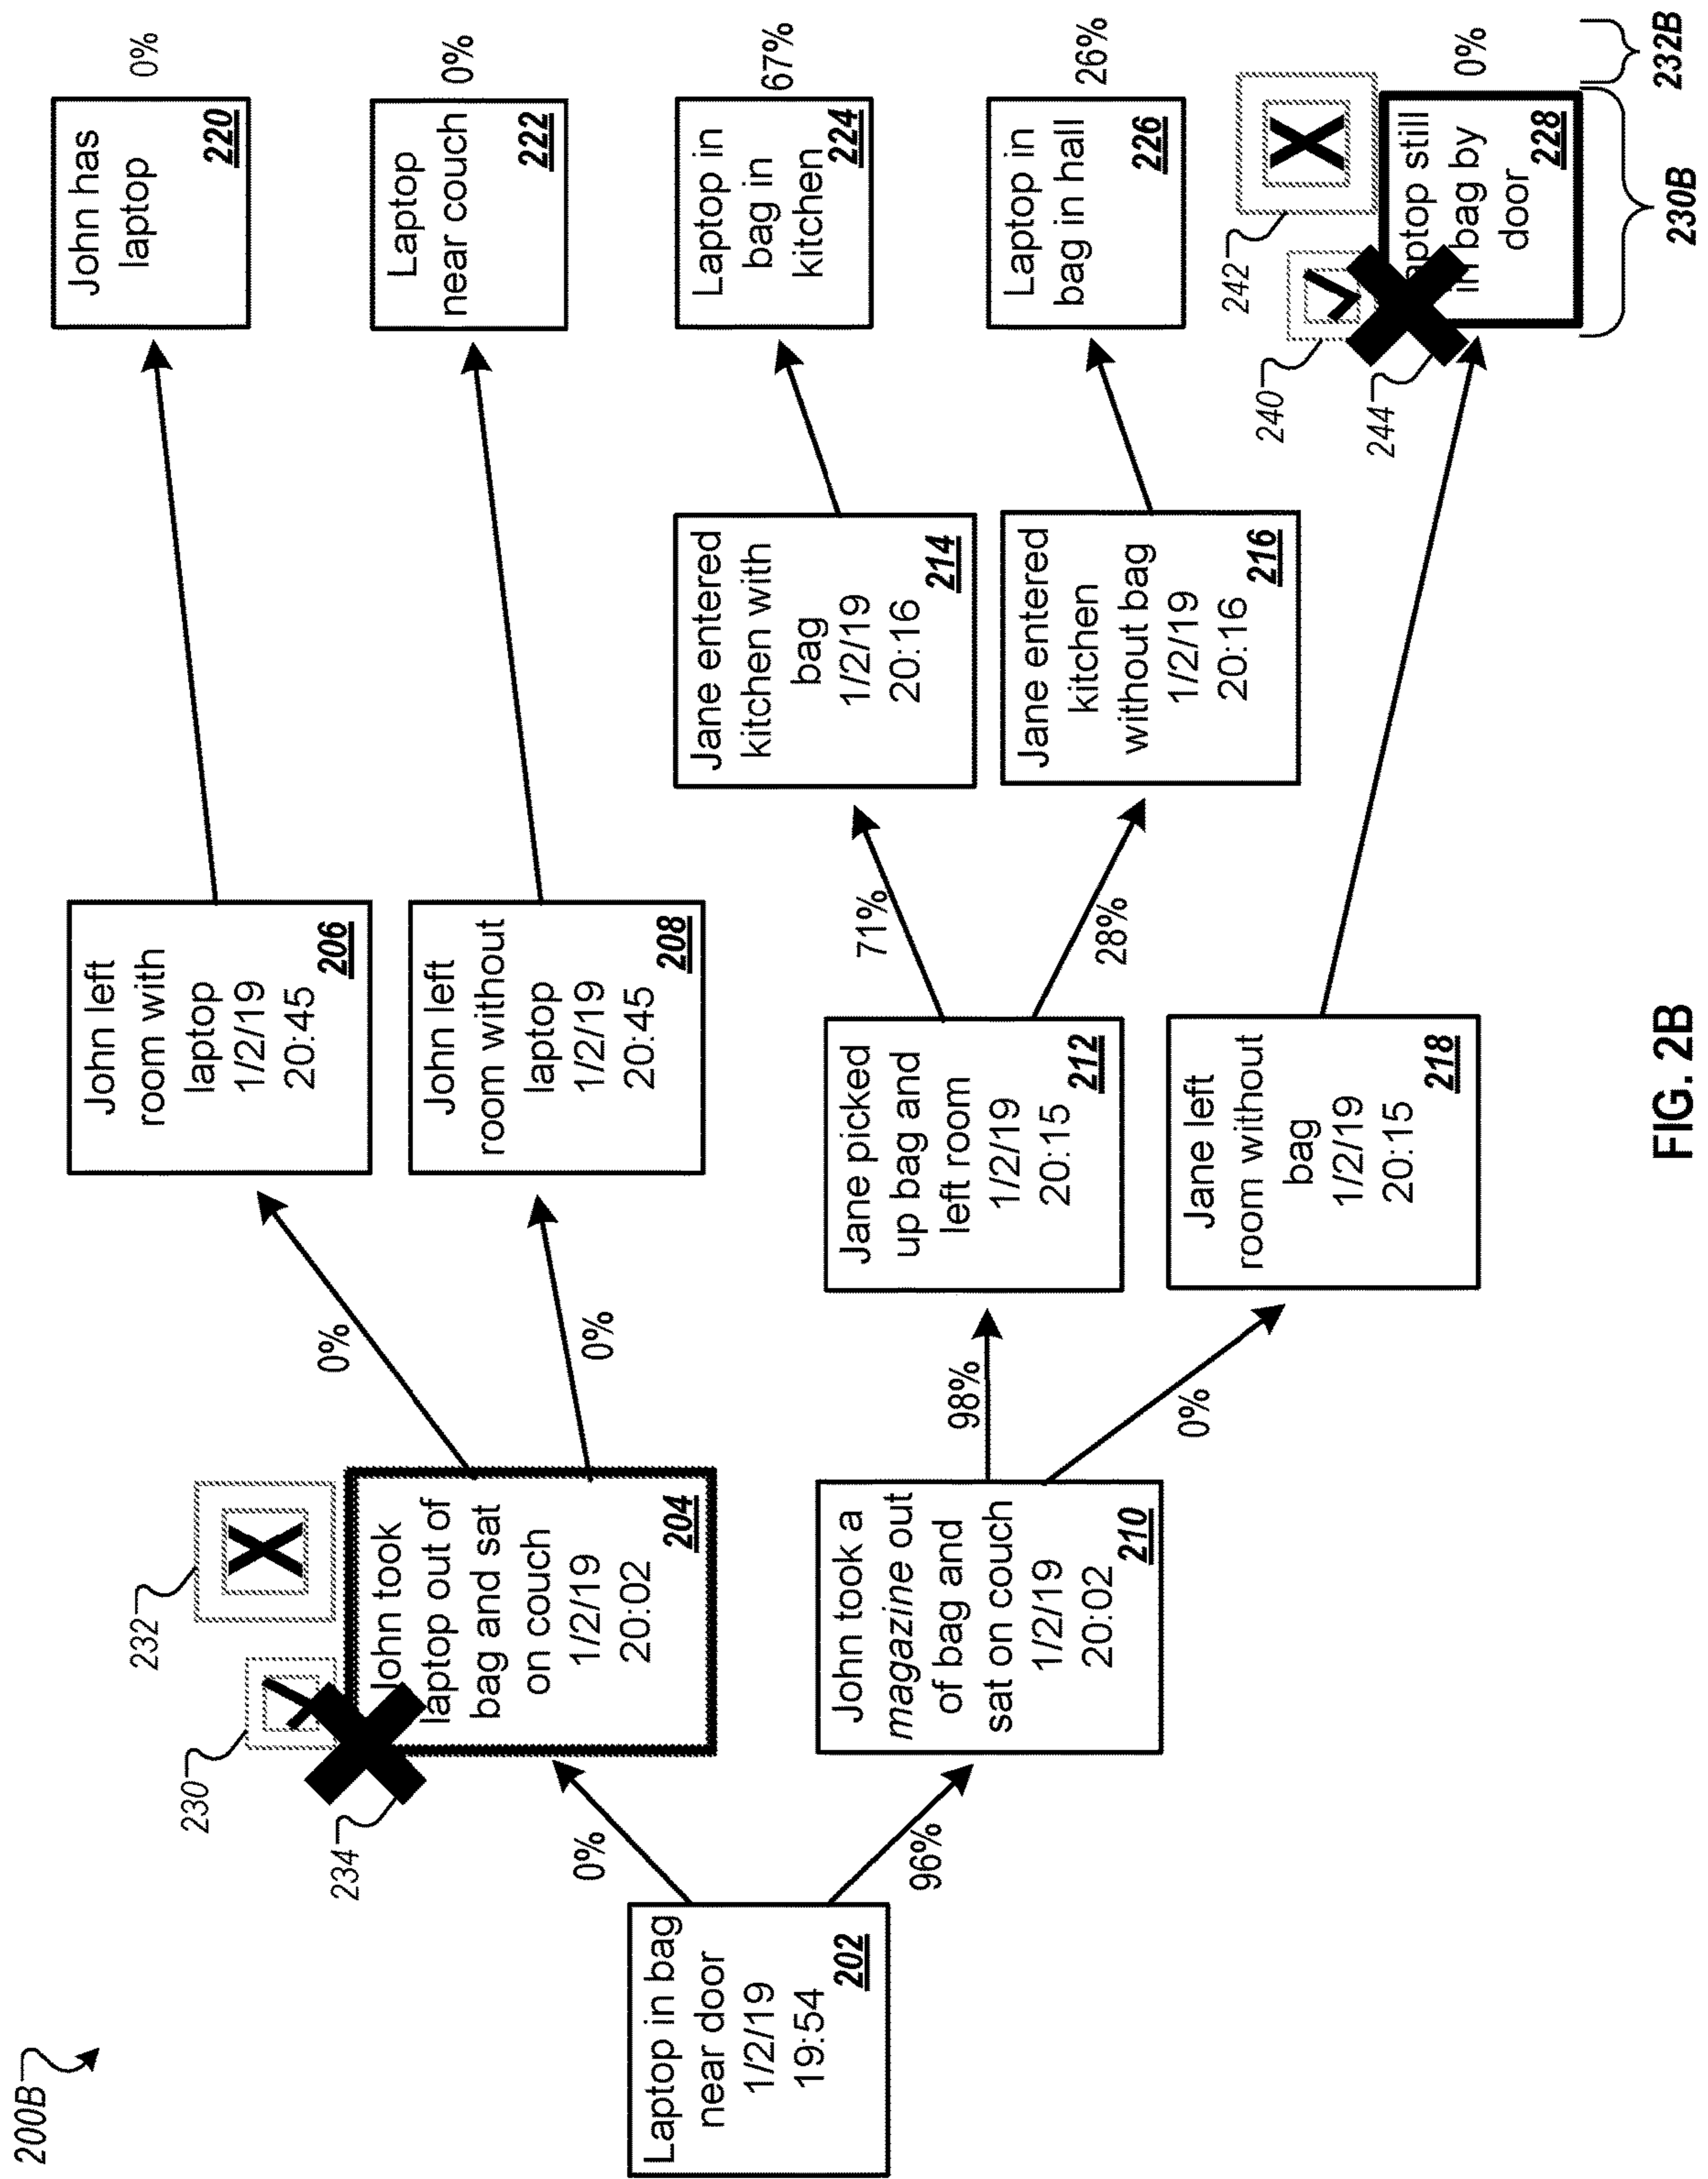 200B
Laptop in bag
near door
1/2/19
19:54
202
0%
96%
230
232
234
John took
laptop out of
bag and sat
on couch
1/2/19
20:02
204
John took a
magazine out
of bag and
sat on couch
1/2/19
20:02
210
0%
0%
98%
0%
John left
room with
laptop
1/2/19
20:45
206
John left
room without
laptop
1/2/19
20:45
208
Jane picked
up bag and
left room
1/2/19
20:15
212
Jane left
room without
bag
1/2/19
20:15
218
71%
28%
Jane entered
kitchen with
bag
1/2/19
20:16
214
Jane entered
kitchen
without bag
1/2/19
20:16
216
John has
laptop
220
0%
Laptop
near couch
222
0%
Laptop in
bag in
kitchen
224
67%
Laptop in
bag in hall
226
26%
240
242
244
aptop still
in bag by
door
228
0%
230B
232B
FIG. 2B